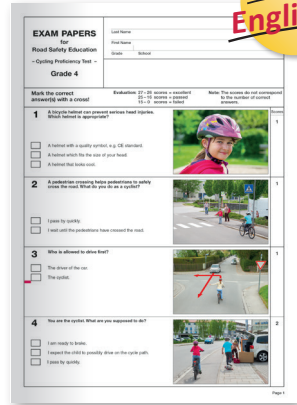 Engli
EXAM PAPERS
for
Road Safety Education
– Cycling Proficiency Test –
Grade 4
Last Name
First Name
Grade School
Mark the correct
answer(s) with a cross!
Evaluation: 27 – 26 scores = excellent
25 – 16 scores = passed
15 – 0 scores = failed
Note: The scores do not correspond
to the number of correct
answers.
Scores
1 A bicycle helmet can prevent serious head injuries.
Which helmet is appropriate?
1
A helmet with a quality symbol, e.g. CE standard.
A helmet which fits the size of your head.
A helmet that looks cool.
2 A pedestrian crossing helps pedestrians to safely
cross the road. What do you do as a cyclist?
1
I pass by quickly.
I wait until the pedestrians have crossed the road.
3 Who is allowed to drive first?
1
The driver of the car.
The cyclist.
4 You are the cyclist. What are you supposed to do?
2
I am ready to brake.
I expect the child to possibly drive on the cycle path.
I pass by quickly.
Page 1